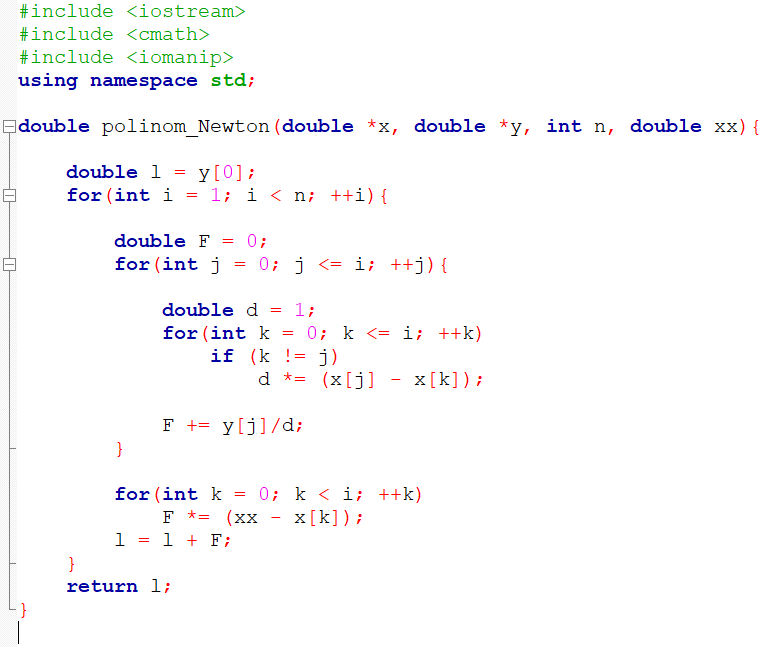 #include <iostream>
#include <cmath>
#include <iomanip>
using namespace std;
double polinom_Newton(double *x, double *y, int n, double xx){
double l = y[0];
for(int i = 1; i < n; ++i){
double F = 0;
for(int j = 0; j <= i; ++j){
double d = 1;
for(int k = 0; k <= i; ++k)
if (k != j)
d *= (x[j] - x[k]);
F += y[j]/d;
}
for(int k = 0; k < i; ++k)
F *= (xx - x[k]);
l = l + F;
}
return l;
}